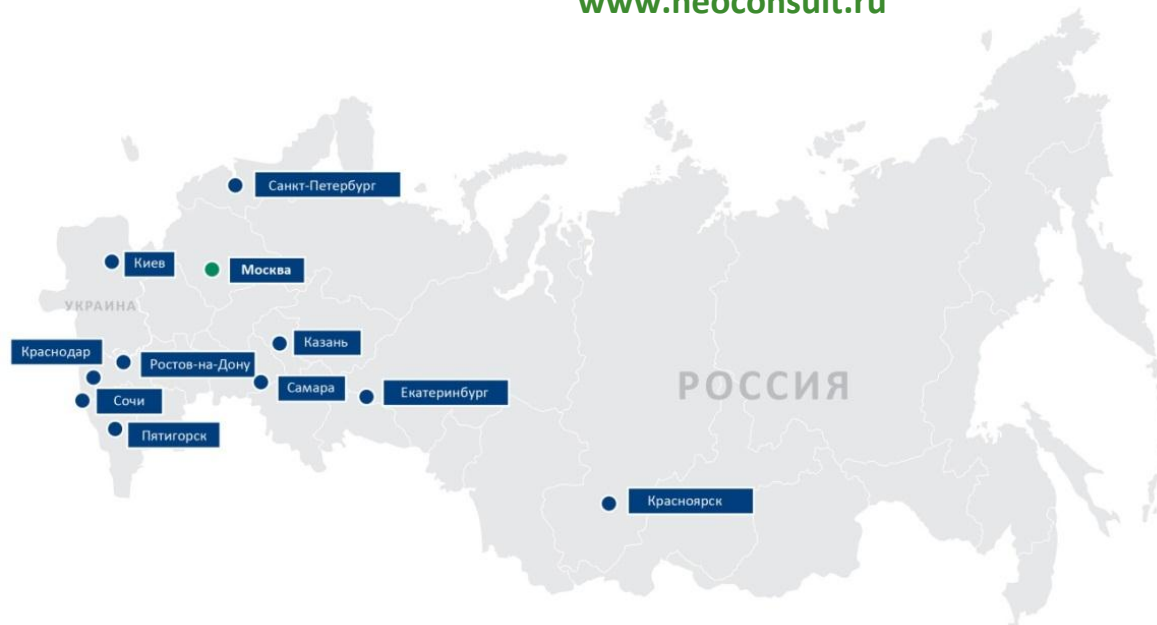 www.neoconsult.ru
Санкт-Петербург
Киев
Москва
УКРАИНА
Казань
Краснодар
Ростов-на-Дону
Самара
Екатеринбург
РОССИЯ
Сочи
Пятигорск
Красноярск